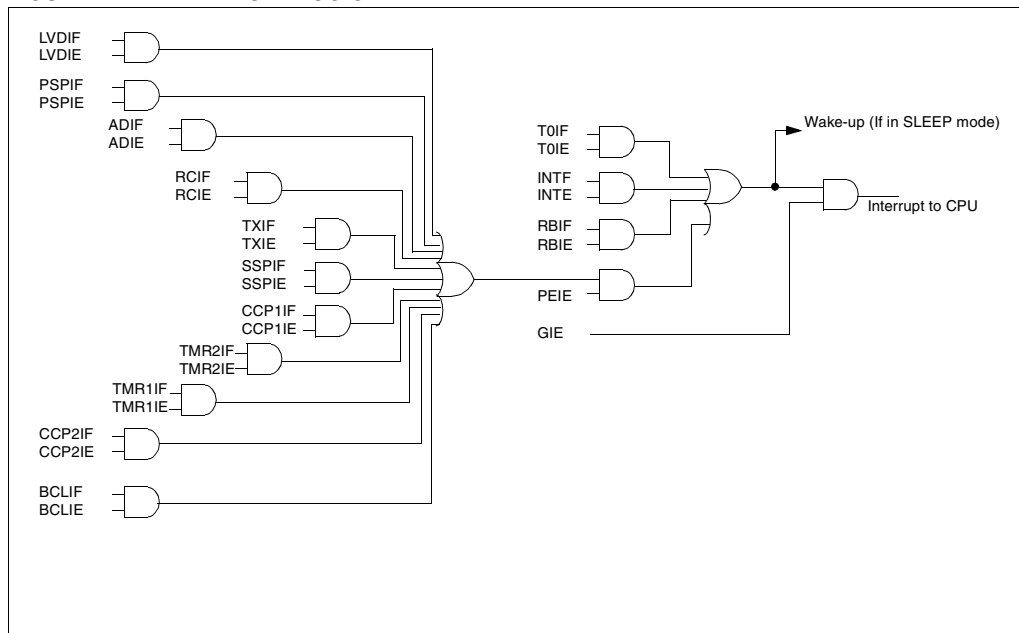 LVDIF
LVDIE
PSPIF
PSPIE
ADIF
ADIE
RCIF
RCIE
TXIF
TXIE
SSPIF
SSPIE
CCP1IF
CCP1IE
TMR2IF
TMR2IE
TMR1IF
TMR1IE
CCP2IF
CCP2IE
BCLIF
BCLIE
T0IF
T0IE
INTF
INTE
RBIF
RBIE
PEIE
GIE
Wake-up (If in SLEEP mode)
Interrupt to CPU